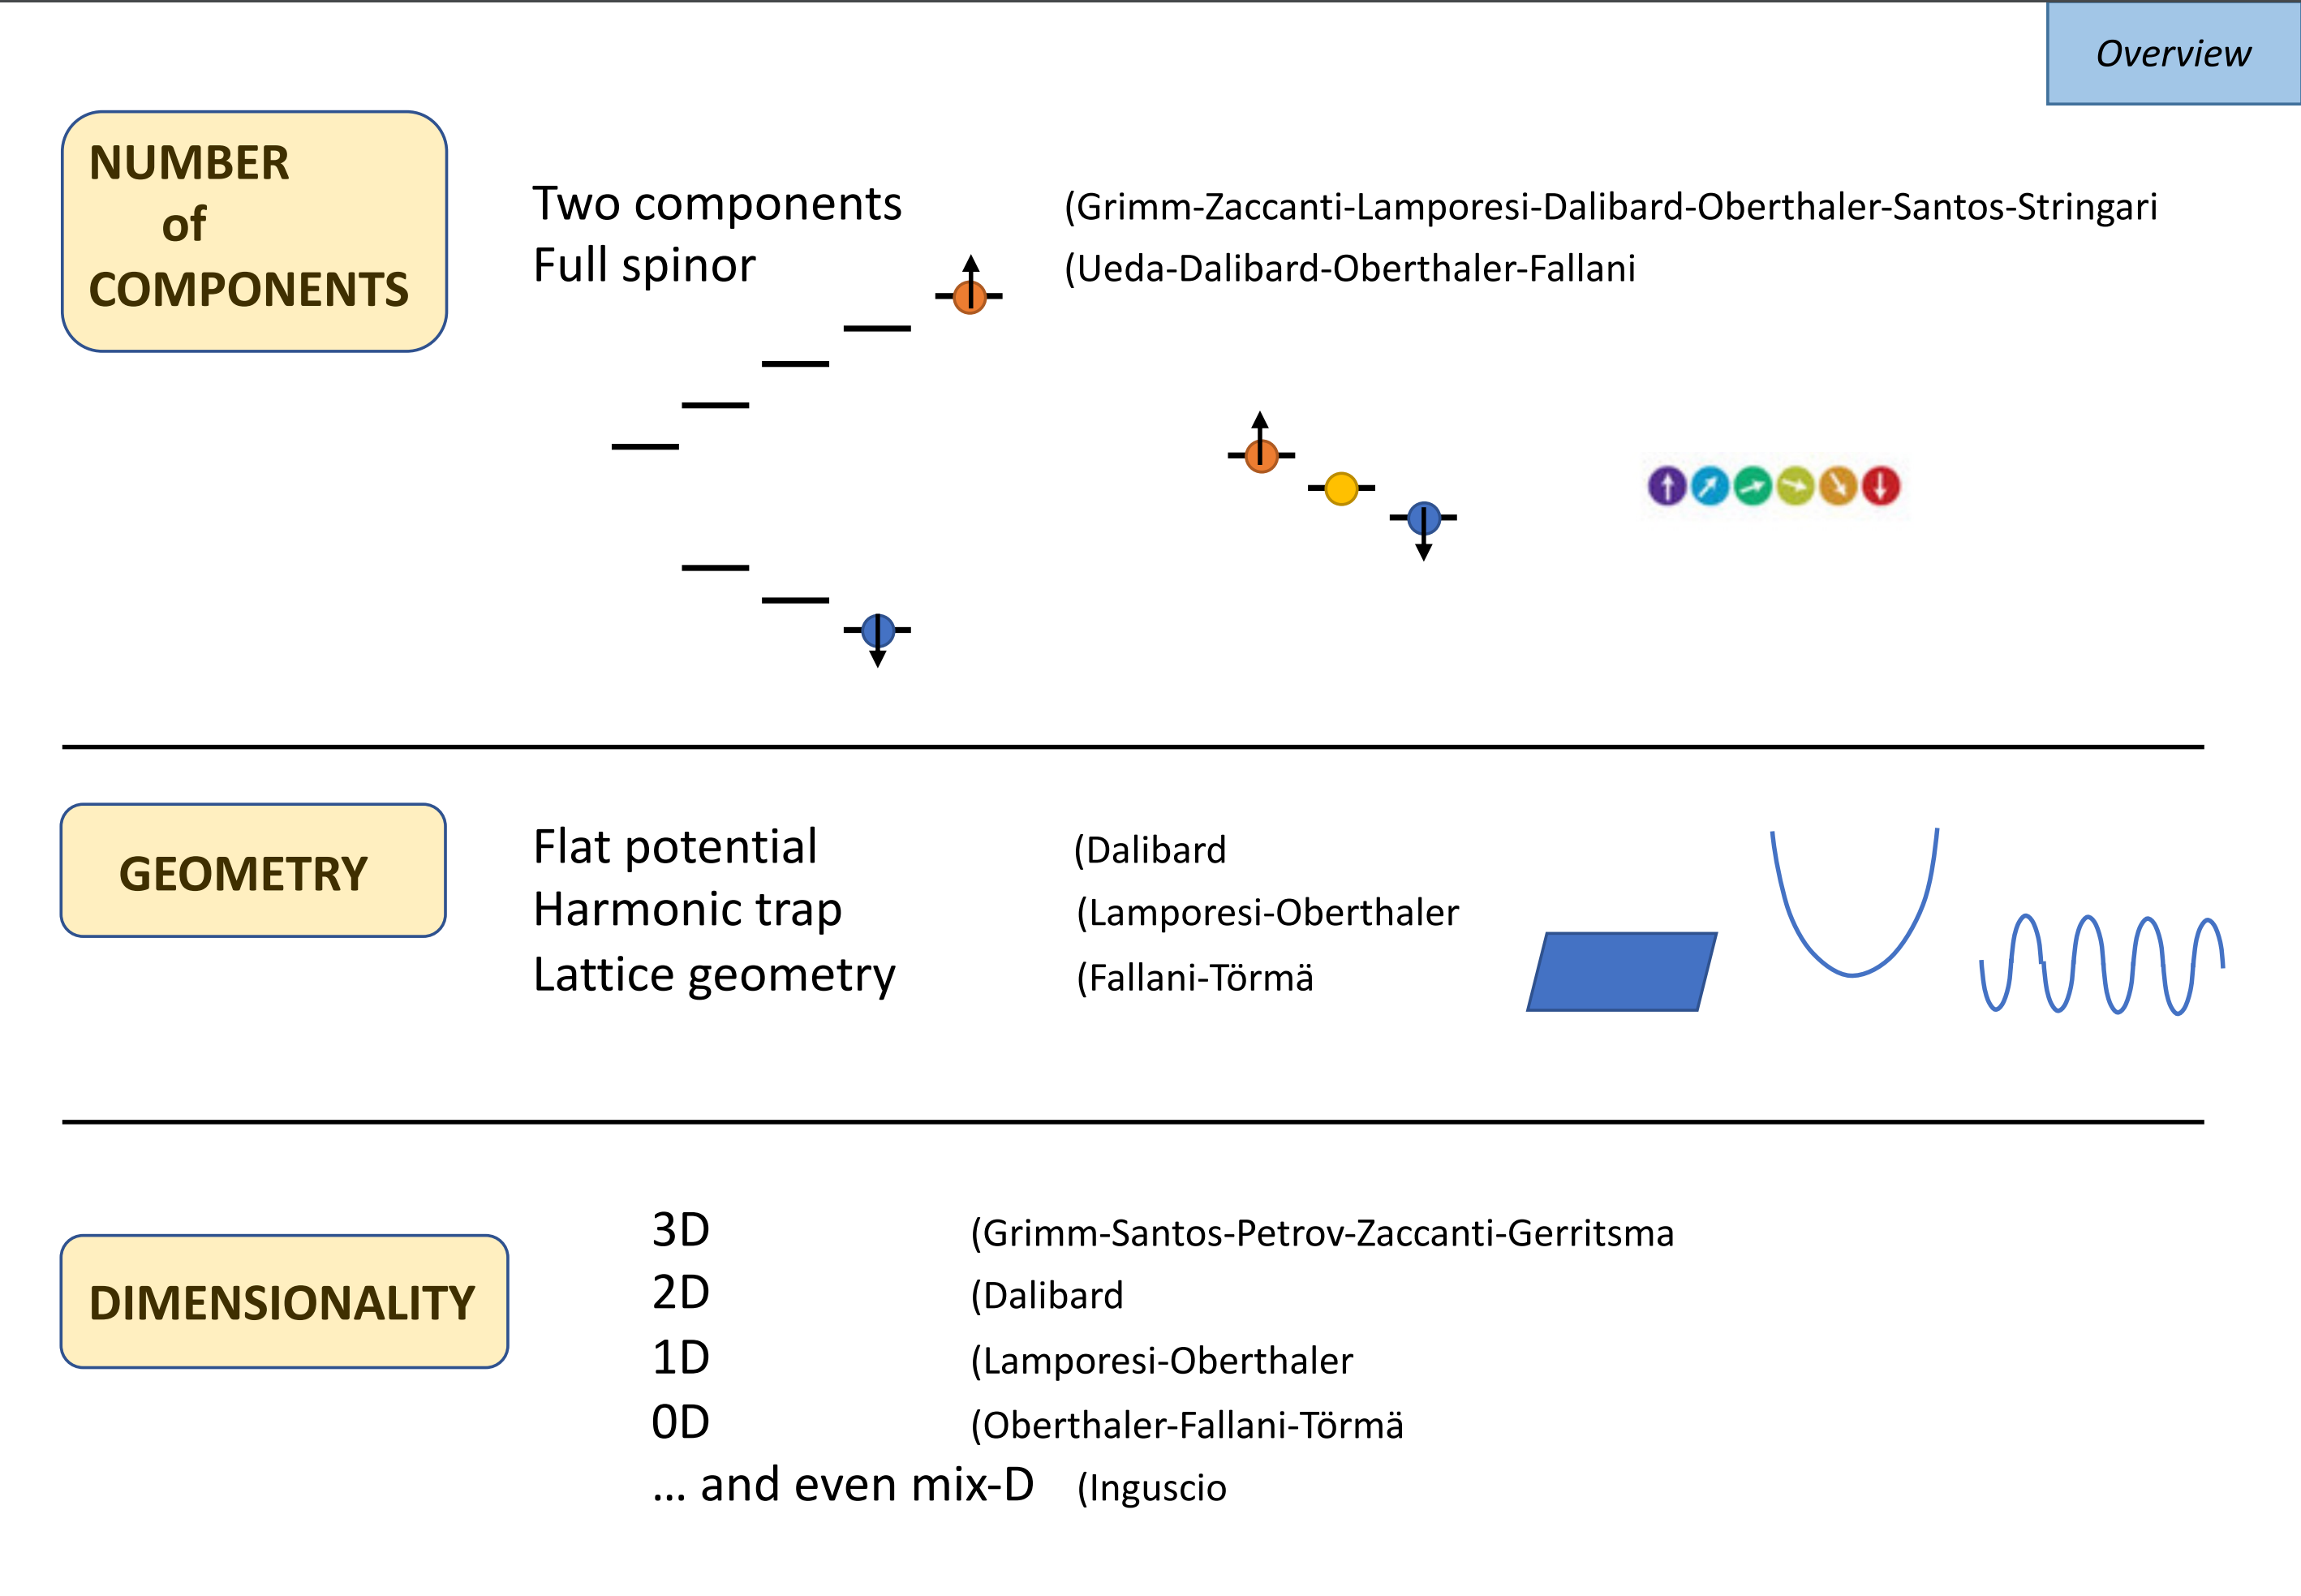 Overview
NUMBER
of
COMPONENTS
Two components (Grimm-Zaccanti-Lamporesi-Dalibard-Oberthaler-Santos-Stringari
Full spinor (Ueda-Dalibard-Oberthaler-Fallani
GEOMETRY
Flat potential (Dalibard
Harmonic trap (Lamporesi-Oberthaler
Lattice geometry (Fallani-Törmä
DIMENSIONALITY
3D (Grimm-Santos-Petrov-Zaccanti-Gerritsma
2D (Dalibard
1D (Lamporesi-Oberthaler
0D (Oberthaler-Fallani-Törmä
... and even mix-D (Inguscio